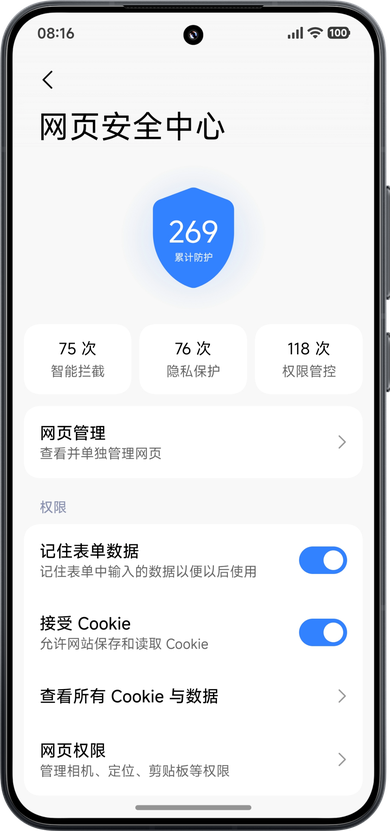 08:16
100
网页安全中心
269
累计防护
75 次
76 次
118 次
智能拦截
隐私保护
权限管控
网页管理
查看并单独管理网页
权限
记住表单数据
记住表单中输入的数据以便以后使用
接受 Cookie
允许网站保存和读取 Cookie
查看所有 Cookie 与数据
网页权限
管理相机、定位、剪贴板等权限